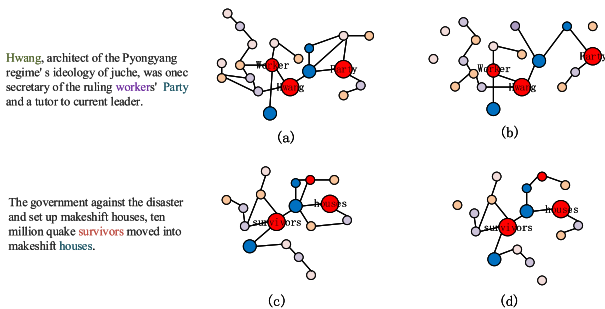 Hwang, architect of the Pyongyang
regime' s ideology of juche, was onec
secretary of the ruling workers' Party
and a tutor to current leader.
Worker
Party
Hwang
(a)
Worker
Party
Hwang
(b)
The government against the disaster
and set up makeshift houses, ten
million quake survivors moved into
makeshift houses.
houses
survivors
(c)
houses
survivors
(d)